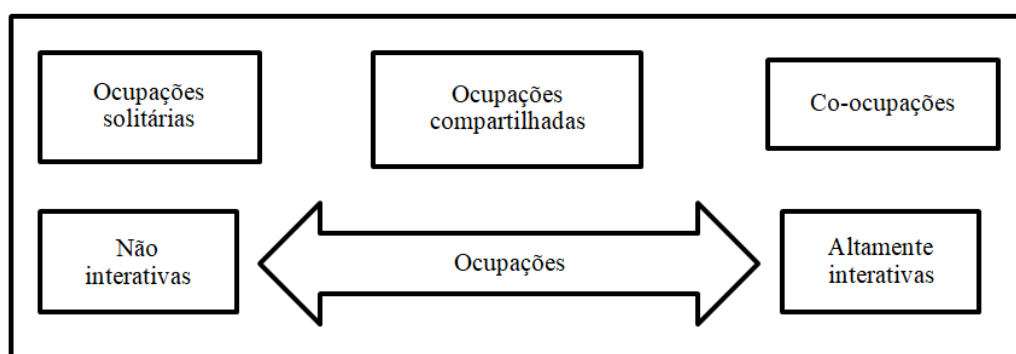 Ocupações
solitárias
Ocupações
compartilhadas
Co-ocupações
Não
interativas
Ocupações
Altamente
interativas